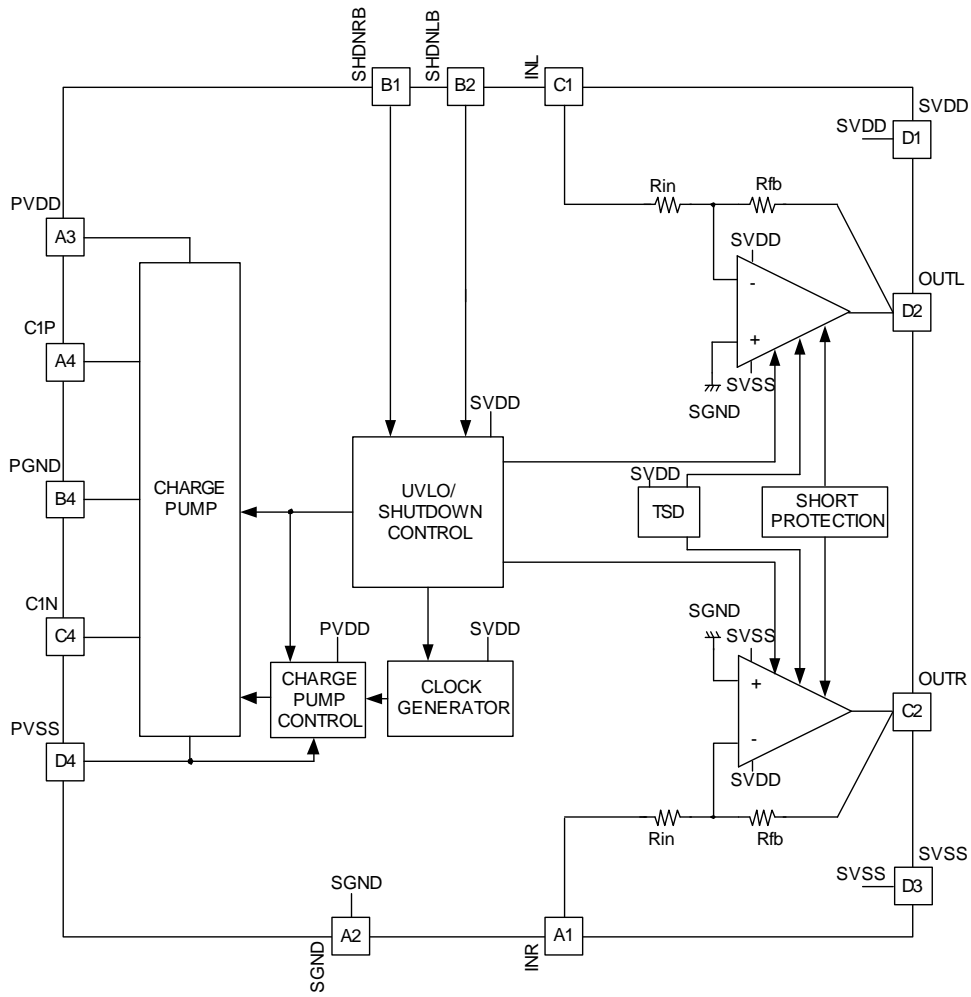 SHDNRB
SHDNLB
INL
B1
B2
C1
SVDD
SVDD
D1
PVDD
A3
Rin
Rfb
SVDD
-
+
SVSS
SGND
OUTL
D2
C1P
A4
SVDD
PGND
B4
CHARGE
PUMP
UVLO/
SHUTDOWN
CONTROL
SVDD
TSD
SHORT
PROTECTION
C1N
C4
SGND
SVSS
+
-
SVDD
OUTR
C2
PVDD
CHARGE
PUMP
CONTROL
SVDD
CLOCK
GENERATOR
PVSS
D4
Rin
Rfb
SVSS
SVSS
D3
SGND
A2
SGND
A1
INR